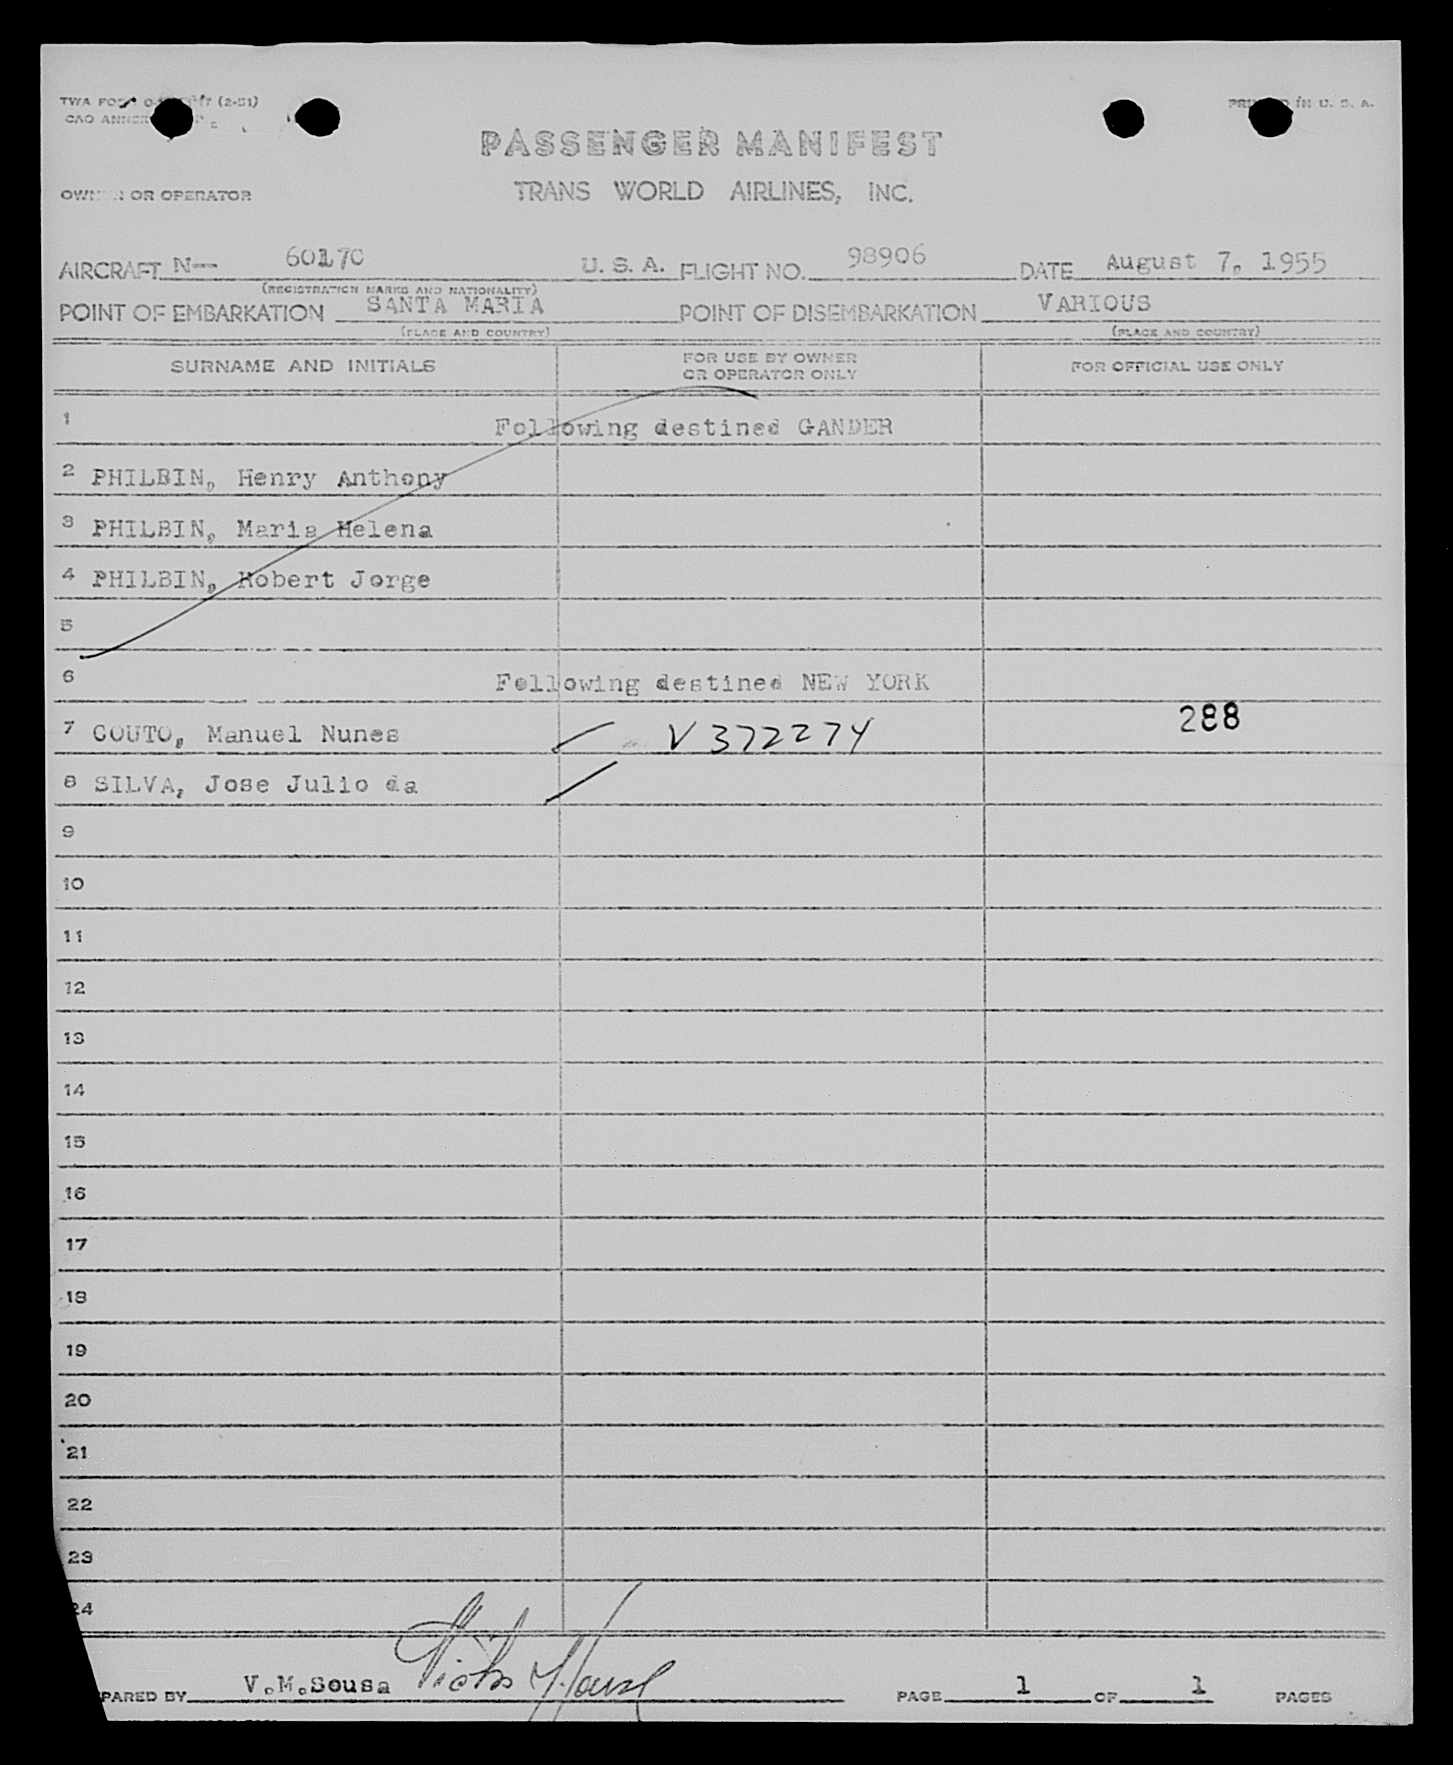 (2-51)
PASSENGER MANIFEST
OR OPERATOR
TRANS WORLD AIRLINES, INC.
AIRCRAFT N— 6017C U. S. A. FLIGHT NO. 98906 DATE August 7, 1955
(REGISTRATION MARKS AND NATIONALITY)
POINT OF EMBARKATION SANTA MARIA POINT OF DISEMBARKATION VARIOUS
(PLACE AND COUNTRY) (PLACE AND COUNTRY)
SURNAME AND INITIALS FOR USE BY OWNER OR OPERATOR ONLY FOR OFFICIAL USE ONLY
1 Following destined GANDER
2 PHILBIN, Henry Anthony
3 PHILBIN, Maria Helena
4 PHILBIN, Robert Jorge
5
6 Following destined NEW YORK
7 COUTO, Manuel Nunes V 372274 288
8 SILVA, Jose Julio da
9
10
11
12
13
14
15
16
17
18
19
20
21
22
23
24
PARED BY V.M.Sousa PAGE 1 OF 1 PAGES